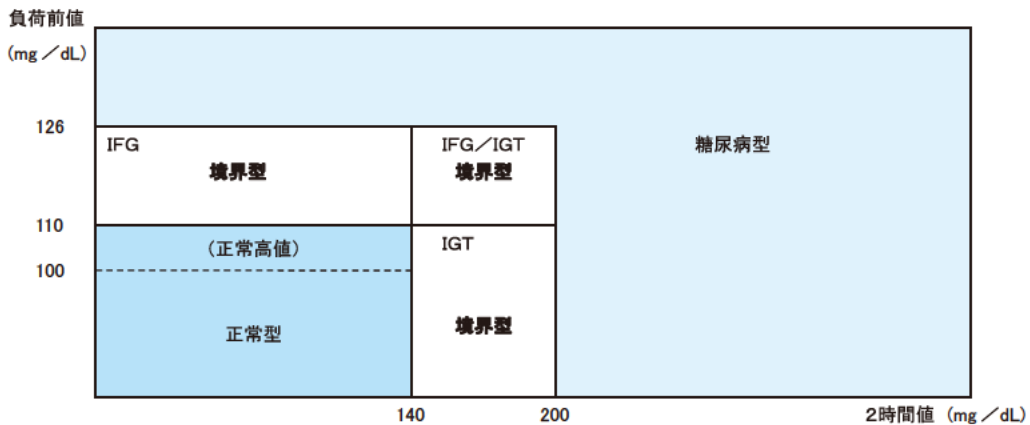 負荷前値
(mg／dL)
126
IFG
境界型
IFG／IGT
境界型
糖尿病型
110
(正常高値)
IGT
100
正常型
境界型
140
200
2時間値 (mg／dL)